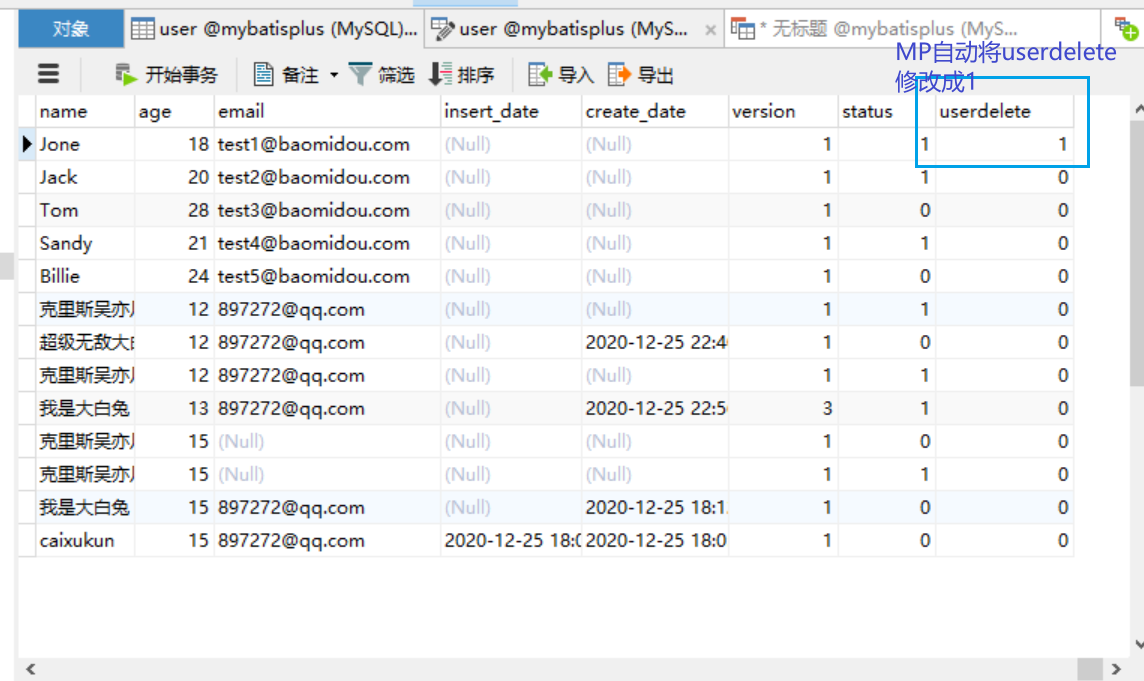 对象 user @mybatisplus (MySQL)... user @mybatisplus (MyS... * 无标题 @mybatisplus (MyS...
MP自动将userdelete
修改成1
开始事务 备注 筛选 排序 导入 导出
name age email insert_date create_date version status userdelete
Jone 18 test1@baomidou.com (Null) (Null) 1 1 1
Jack 20 test2@baomidou.com (Null) (Null) 1 1 0
Tom 28 test3@baomidou.com (Null) (Null) 1 0 0
Sandy 21 test4@baomidou.com (Null) (Null) 1 1 0
Billie 24 test5@baomidou.com (Null) (Null) 1 0 0
克里斯吴亦 12 897272@qq.com (Null) (Null) 1 1 0
超级无敌大 12 897272@qq.com (Null) 2020-12-25 22:4 1 0 0
克里斯吴亦 12 897272@qq.com (Null) (Null) 1 1 0
我是大白兔 13 897272@qq.com (Null) 2020-12-25 22:5 3 1 0
克里斯吴亦 15 (Null) (Null) (Null) 1 0 0
克里斯吴亦 15 (Null) (Null) (Null) 1 1 0
我是大白兔 15 897272@qq.com (Null) 2020-12-25 18:1 1 0 0
caixukun 15 897272@qq.com 2020-12-25 18:0 2020-12-25 18:0 1 0 0